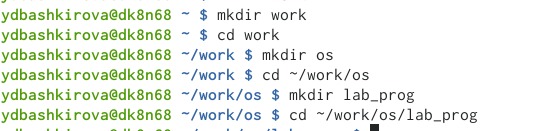 ydbashkirova@dk8n68 ~ $ mkdir work
ydbashkirova@dk8n68 ~ $ cd work
ydbashkirova@dk8n68 ~/work $ mkdir os
ydbashkirova@dk8n68 ~/work $ cd ~/work/os
ydbashkirova@dk8n68 ~/work/os $ mkdir lab_prog
ydbashkirova@dk8n68 ~/work/os $ cd ~/work/os/lab_prog